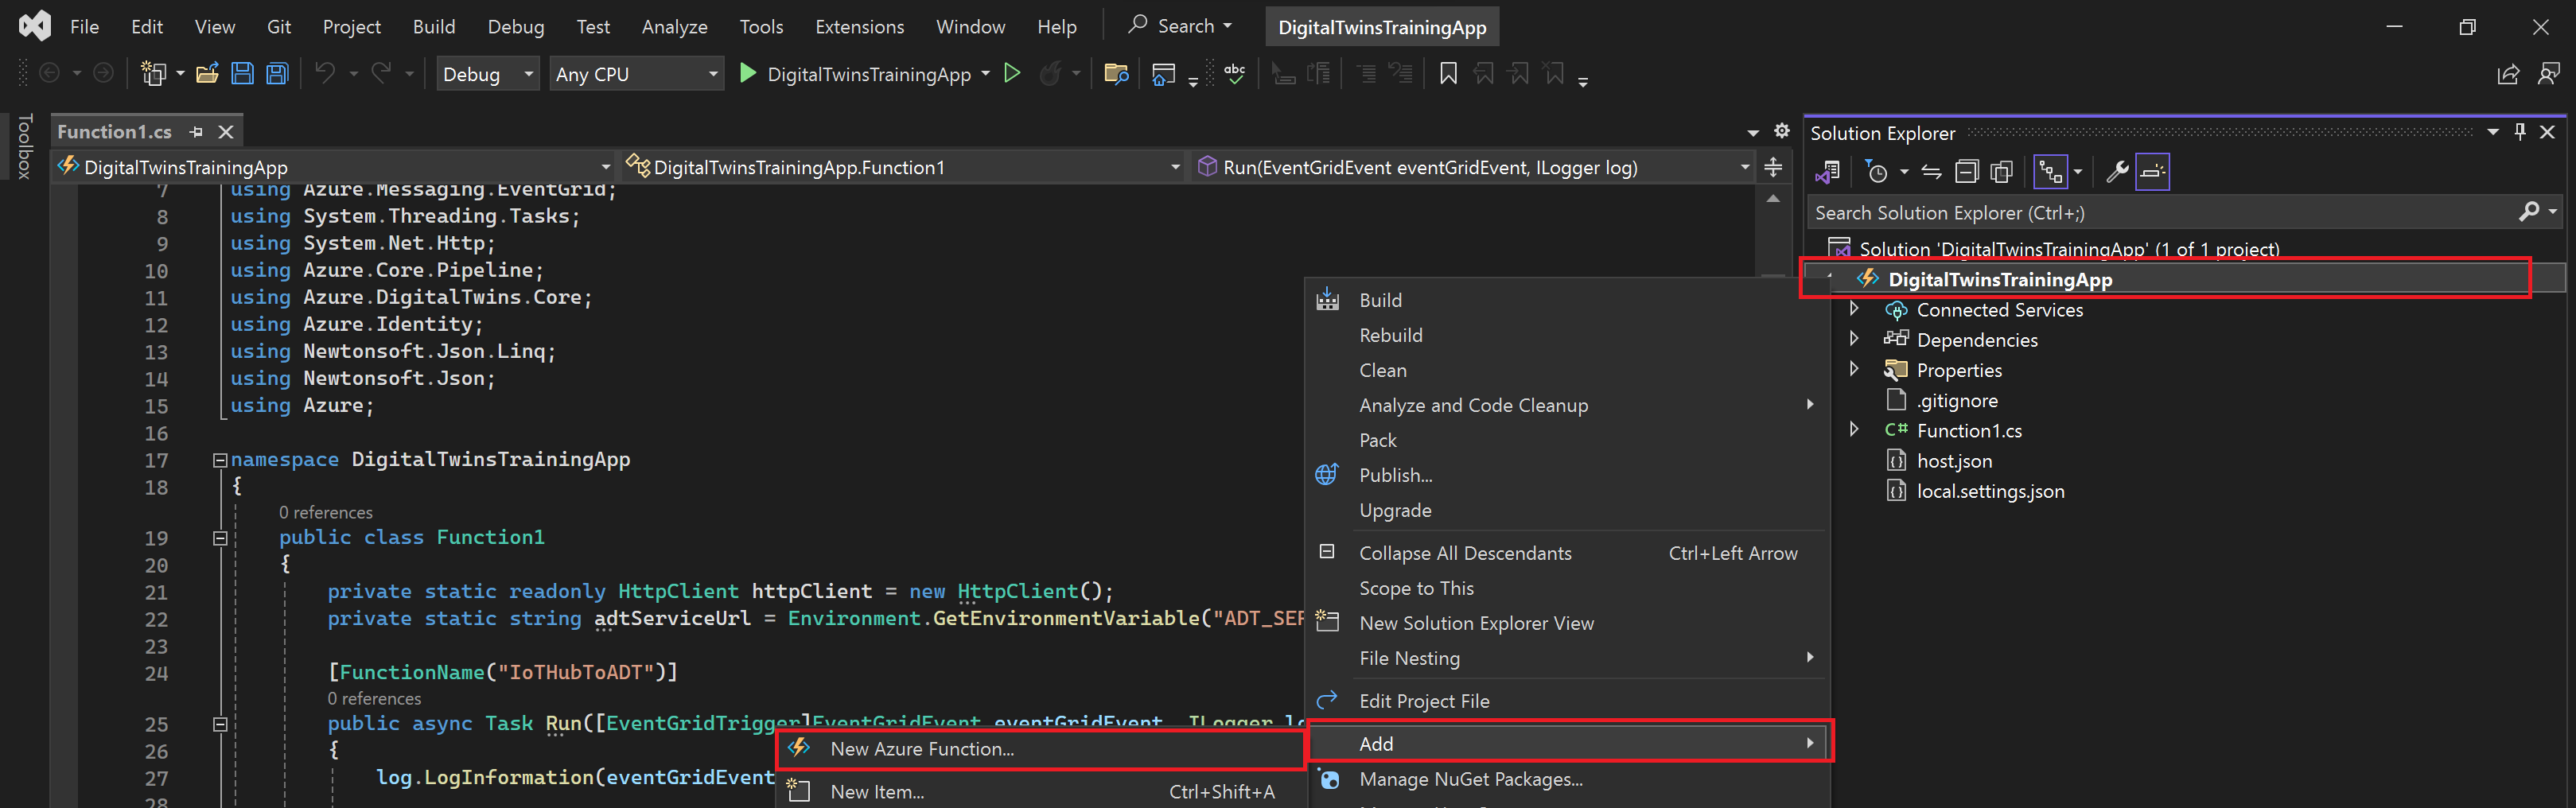 File Edit View Git Project Build Debug Test Analyze Tools Extensions Window Help Search DigitalTwinsTrainingApp
Debug Any CPU DigitalTwinsTrainingApp abc
Toolbox
Function1.cs
DigitalTwinsTrainingApp DigitalTwinsTrainingApp.Function1 Run(EventGridEvent eventGridEvent, ILogger log)
7 using Azure.Messaging.EventGrid;
8 using System.Threading.Tasks;
9 using System.Net.Http;
10 using Azure.Core.Pipeline;
11 using Azure.DigitalTwins.Core;
12 using Azure.Identity;
13 using Newtonsoft.Json.Linq;
14 using Newtonsoft.Json;
15 using Azure;
16
17 namespace DigitalTwinsTrainingApp
18 {
0 references
19 public class Function1
20 {
21 private static readonly HttpClient httpClient = new HttpClient();
22 private static string adtServiceUrl = Environment.GetEnvironmentVariable("ADT_SER
23
24 [FunctionName("IoTHubToADT")]
0 references
25 public async Task Run([EventGridTrigger]EventGridEvent eventGridEvent, ILogger lo
26 {
27 log.LogInformation(eventGridEvent
28
New Azure Function...
New Item... Ctrl+Shift+A
Build
Rebuild
Clean
Analyze and Code Cleanup
Pack
Publish...
Upgrade
Collapse All Descendants Ctrl+Left Arrow
Scope to This
New Solution Explorer View
File Nesting
Edit Project File
Add
Manage NuGet Packages...
Solution Explorer
Search Solution Explorer (Ctrl+;)
Solution 'DigitalTwinsTrainingApp' (1 of 1 project)
DigitalTwinsTrainingApp
Connected Services
Dependencies
Properties
.gitignore
C# Function1.cs
host.json
local.settings.json